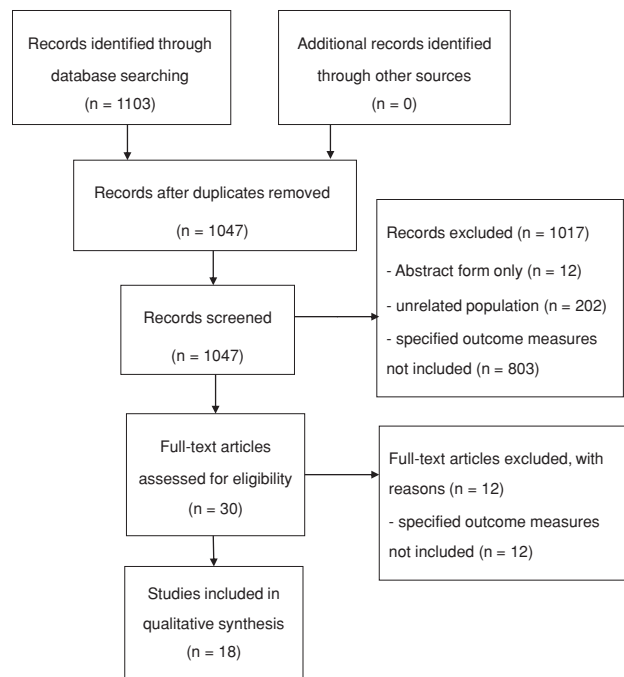 Records identified through
database searching
(n = 1103)
Additional records identified
through other sources
(n = 0)
Records after duplicates removed
(n = 1047)
Records excluded (n = 1017)
- Abstract form only (n = 12)
- unrelated population (n = 202)
- specified outcome measures
not included (n = 803)
Records screened
(n = 1047)
Full-text articles
assessed for eligibility
(n = 30)
Full-text articles excluded, with
reasons (n = 12)
- specified outcome measures
not included (n = 12)
Studies included in
qualitative synthesis
(n = 18)